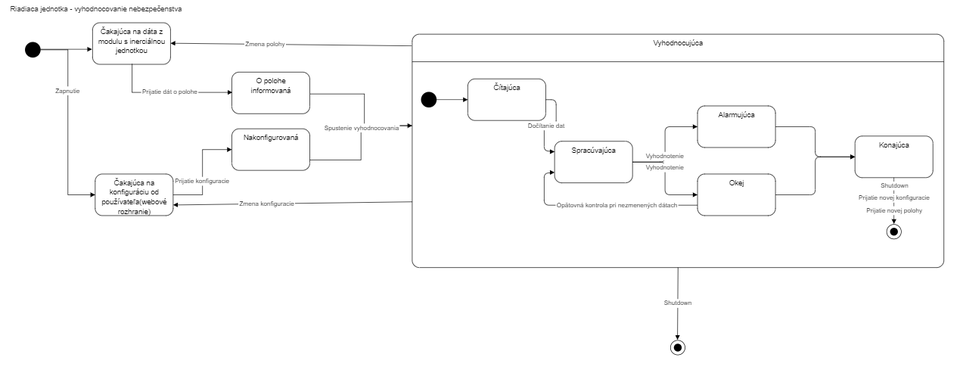 Riadiaca jednotka - vyhodnocovanie nebezpečenstva
Čakajúca na dáta z
modulu s inerciálnou
jednotkou
Zmena polohy
Vyhodnocujúca
Zapnutie
Prijatie dát o polohe
O polohe
informovaná
Čítajúca
Dočítanie dát
Alarmujúca
Spustenie vyhodnocovania
Nakonfigurovaná
Spracúvajúca
Vyhodnotenie
Vyhodnotenie
Konajúca
Čakajúca na
konfiguráciu od
používateľa(webové
rozhranie)
Prijatie konfigurácie
Okej
Zmena konfigurácie
Opätovná kontrola pri nezmenených dátach
Shutdown
Prijatie novej konfigurácie
Prijatie novej polohy
Shutdown